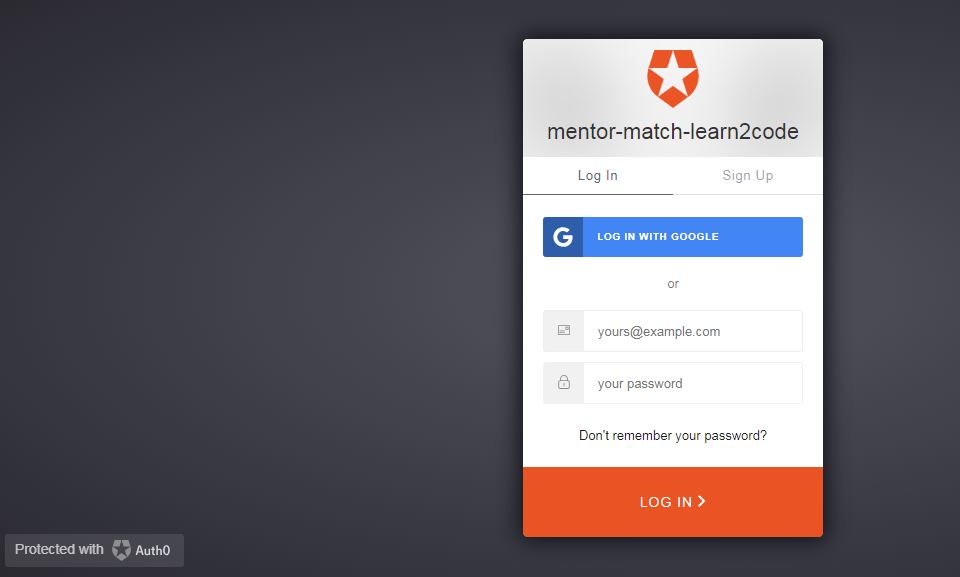 mentor-match-learn2code
Log In
Sign Up
LOG IN WITH GOOGLE
or
yours@example.com
your password
Don't remember your password?
LOG IN
Protected with Auth0